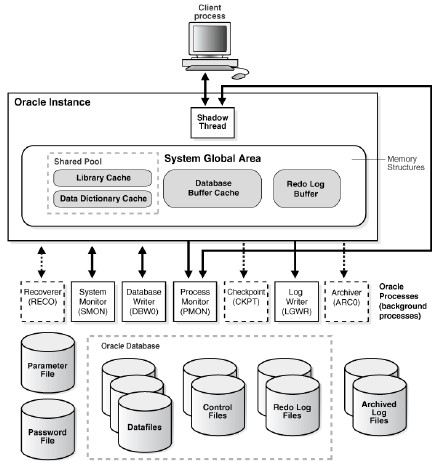 Client
process
Oracle Instance
Shadow
Thread
Shared Pool
System Global Area
Memory
Structures
Library Cache
Data Dictionary Cache
Database
Buffer Cache
Redo Log
Buffer
Recoverer
(RECO)
System
Monitor
(SMON)
Database
Writer
(DBW0)
Process
Monitor
(PMON)
Checkpoint
(CKPT)
Log
Writer
(LGWR)
Archiver
(ARC0)
Oracle
Processes
(background
processes)
Parameter
File
Password
File
Oracle Database
Datafiles
Control
Files
Redo Log
Files
Archived
Log
Files